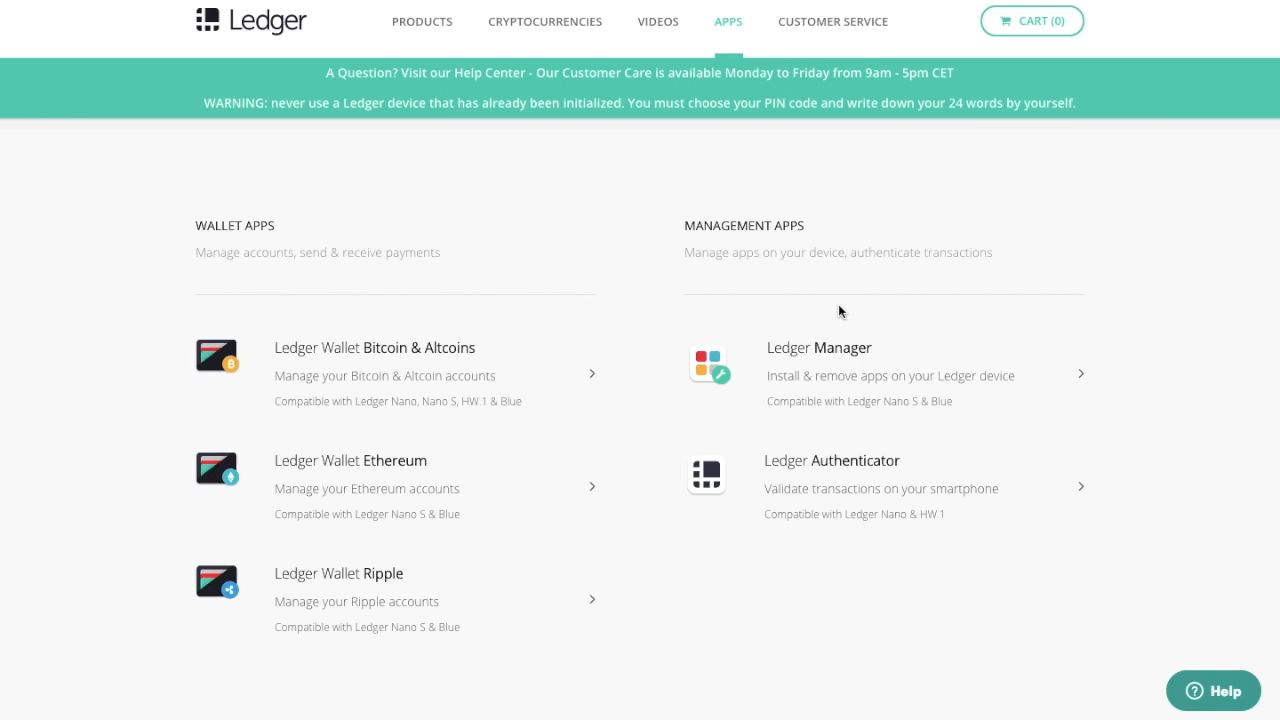 Ledger
PRODUCTS
CRYPTOCURRENCIES
VIDEOS
APPS
CUSTOMER SERVICE
CART (0)
A Question? Visit our Help Center - Our Customer Care is available Monday to Friday from 9am - 5pm CET
WARNING: never use a Ledger device that has already been initialized. You must choose your PIN code and write down your 24 words by yourself.
WALLET APPS
Manage accounts, send & receive payments
Ledger Wallet Bitcoin & Altcoins
Manage your Bitcoin & Altcoin accounts
Compatible with Ledger Nano, Nano S, HW.1 & Blue
Ledger Wallet Ethereum
Manage your Ethereum accounts
Compatible with Ledger Nano S & Blue
Ledger Wallet Ripple
Manage your Ripple accounts
Compatible with Ledger Nano S & Blue
MANAGEMENT APPS
Manage apps on your device, authenticate transactions
Ledger Manager
Install & remove apps on your Ledger device
Compatible with Ledger Nano S & Blue
Ledger Authenticator
Validate transactions on your smartphone
Compatible with Ledger Nano & HW.1
Help